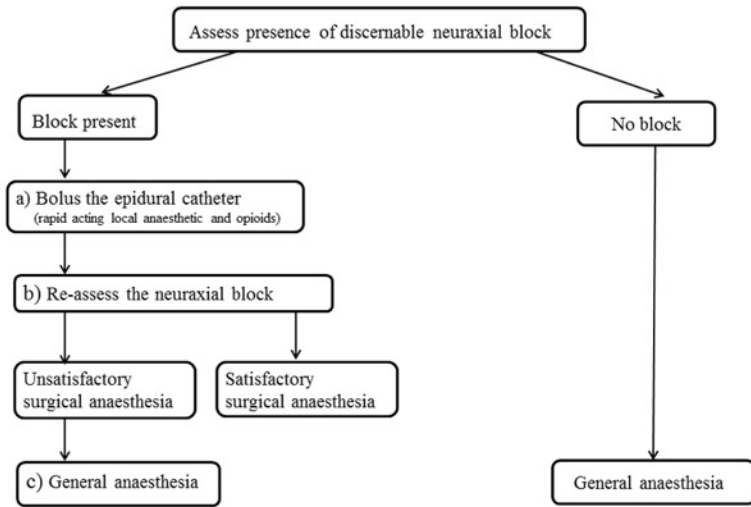 Assess presence of discernable neuraxial block
Block present
No block
a) Bolus the epidural catheter
(rapid acting local anaesthetic and opioids)
b) Re-assess the neuraxial block
Unsatisfactory
surgical anaesthesia
Satisfactory
surgical anaesthesia
c) General anaesthesia
General anaesthesia